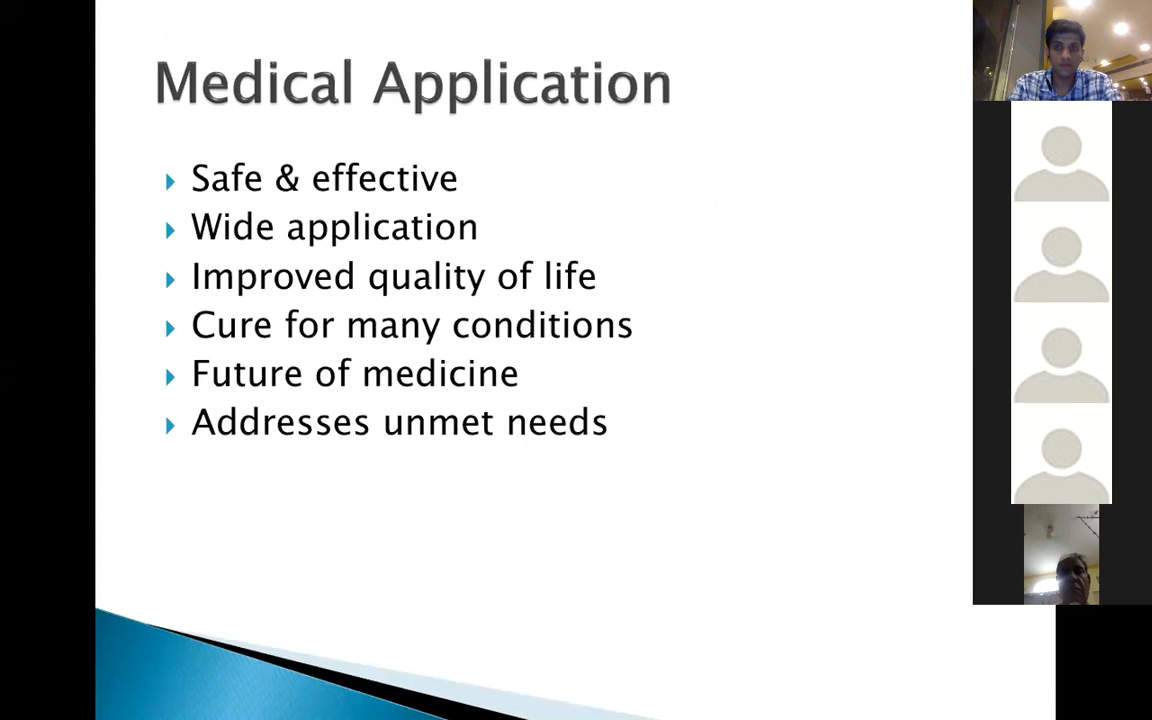 Medical Application
Safe & effective
Wide application
Improved quality of life
Cure for many conditions
Future of medicine
Addresses unmet needs